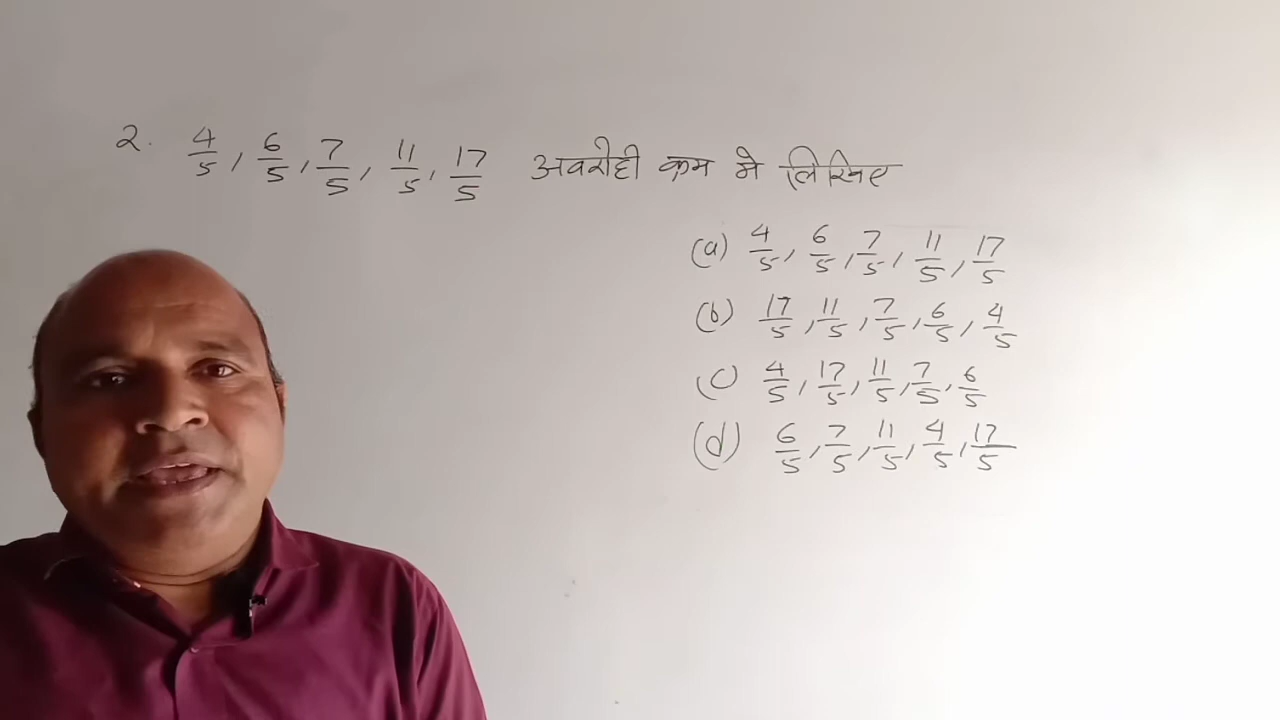 2. 4/5, 6/5, 7/5, 11/5, 17/5 अवरोही क्रम मे लिखिए
(a) 4/5, 6/5, 7/5, 11/5, 17/5
(b) 17/5, 11/5, 7/5, 6/5, 4/5
(c) 4/5, 17/5, 11/5, 7/5, 6/5
(d) 6/5, 7/5, 11/5, 4/5, 17/5